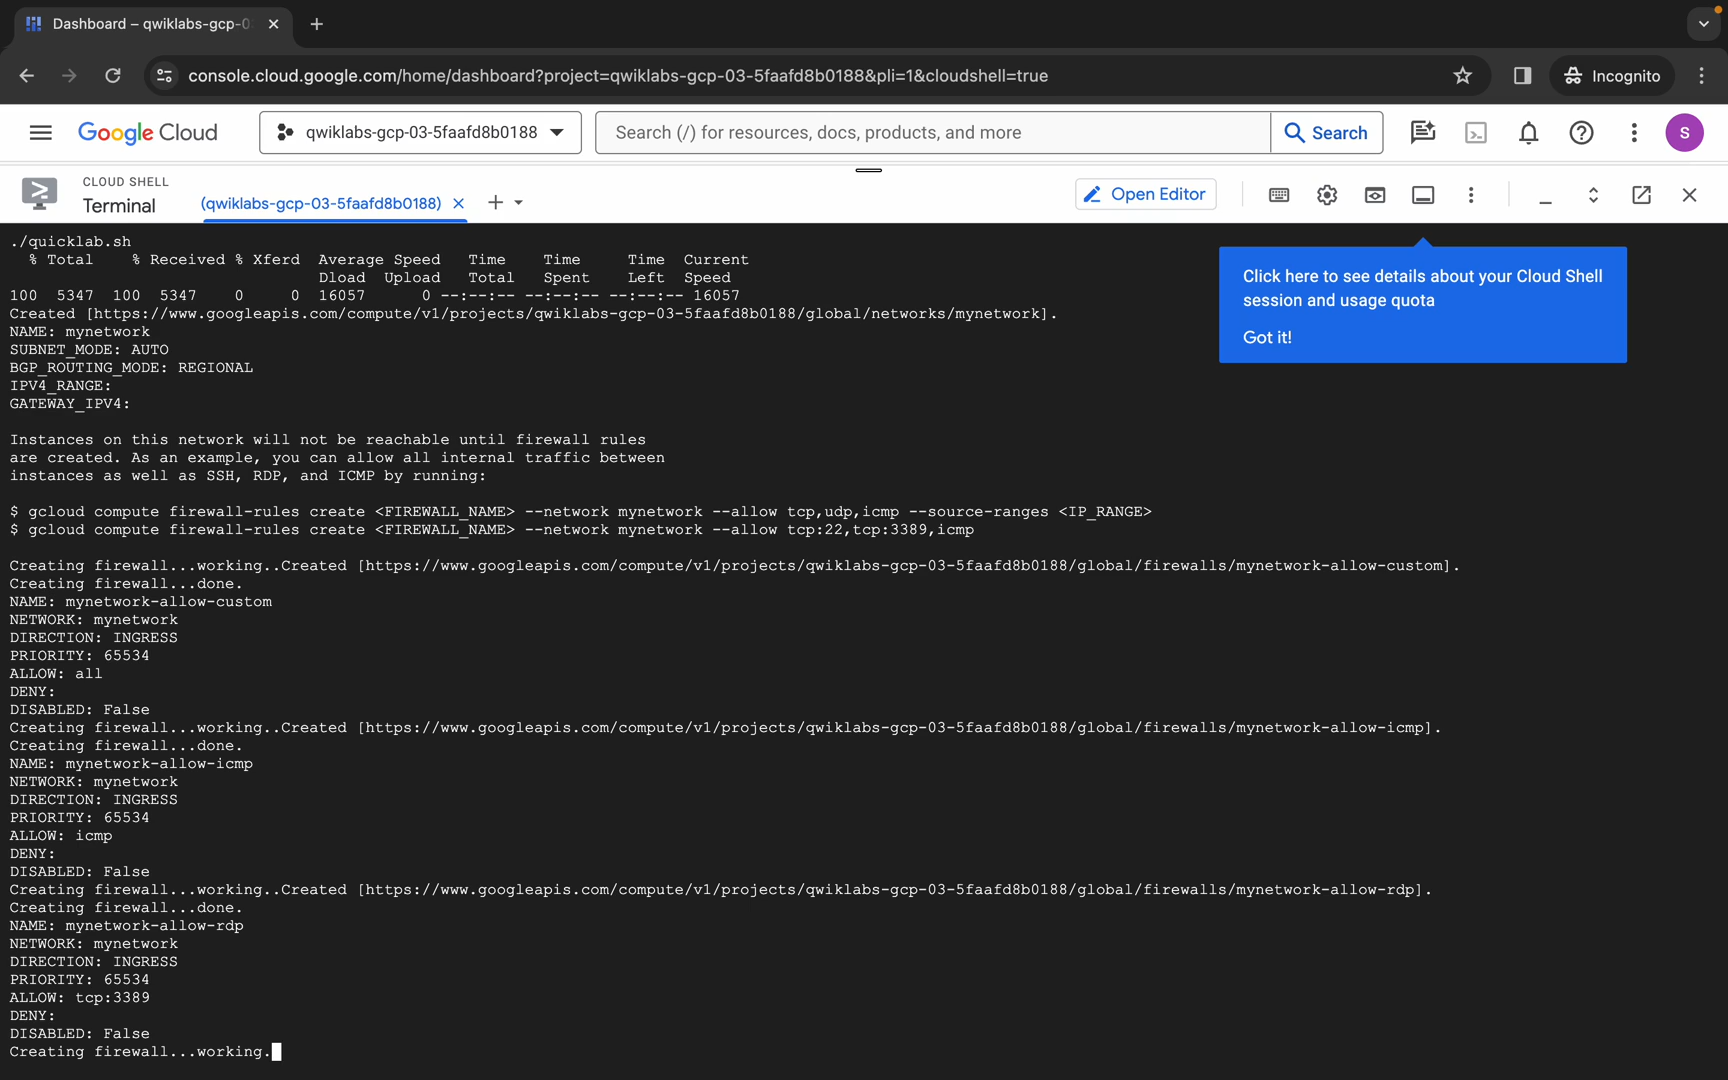 Dashboard – qwiklabs-gcp-0
console.cloud.google.com/home/dashboard?project=qwiklabs-gcp-03-5faafd8b0188&pli=1&cloudshell=true
Incognito
Google Cloud
qwiklabs-gcp-03-5faafd8b0188
Search (/) for resources, docs, products, and more
Search
S
CLOUD SHELL
Terminal
(qwiklabs-gcp-03-5faafd8b0188)
Open Editor
Click here to see details about your Cloud Shell
session and usage quota
Got it!
./quicklab.sh
  % Total    % Received % Xferd  Average Speed   Time    Time     Time  Current
                                 Dload  Upload   Total   Spent    Left  Speed
100  5347  100  5347    0     0  16057      0 --:--:-- --:--:-- --:--:-- 16057
Created [https://www.googleapis.com/compute/v1/projects/qwiklabs-gcp-03-5faafd8b0188/global/networks/mynetwork].
NAME: mynetwork
SUBNET_MODE: AUTO
BGP_ROUTING_MODE: REGIONAL
IPV4_RANGE:
GATEWAY_IPV4:
Instances on this network will not be reachable until firewall rules
are created. As an example, you can allow all internal traffic between
instances as well as SSH, RDP, and ICMP by running:
$ gcloud compute firewall-rules create <FIREWALL_NAME> --network mynetwork --allow tcp,udp,icmp --source-ranges <IP_RANGE>
$ gcloud compute firewall-rules create <FIREWALL_NAME> --network mynetwork --allow tcp:22,tcp:3389,icmp
Creating firewall...working..Created [https://www.googleapis.com/compute/v1/projects/qwiklabs-gcp-03-5faafd8b0188/global/firewalls/mynetwork-allow-custom].
Creating firewall...done.
NAME: mynetwork-allow-custom
NETWORK: mynetwork
DIRECTION: INGRESS
PRIORITY: 65534
ALLOW: all
DENY:
DISABLED: False
Creating firewall...working..Created [https://www.googleapis.com/compute/v1/projects/qwiklabs-gcp-03-5faafd8b0188/global/firewalls/mynetwork-allow-icmp].
Creating firewall...done.
NAME: mynetwork-allow-icmp
NETWORK: mynetwork
DIRECTION: INGRESS
PRIORITY: 65534
ALLOW: icmp
DENY:
DISABLED: False
Creating firewall...working..Created [https://www.googleapis.com/compute/v1/projects/qwiklabs-gcp-03-5faafd8b0188/global/firewalls/mynetwork-allow-rdp].
Creating firewall...done.
NAME: mynetwork-allow-rdp
NETWORK: mynetwork
DIRECTION: INGRESS
PRIORITY: 65534
ALLOW: tcp:3389
DENY:
DISABLED: False
Creating firewall...working.